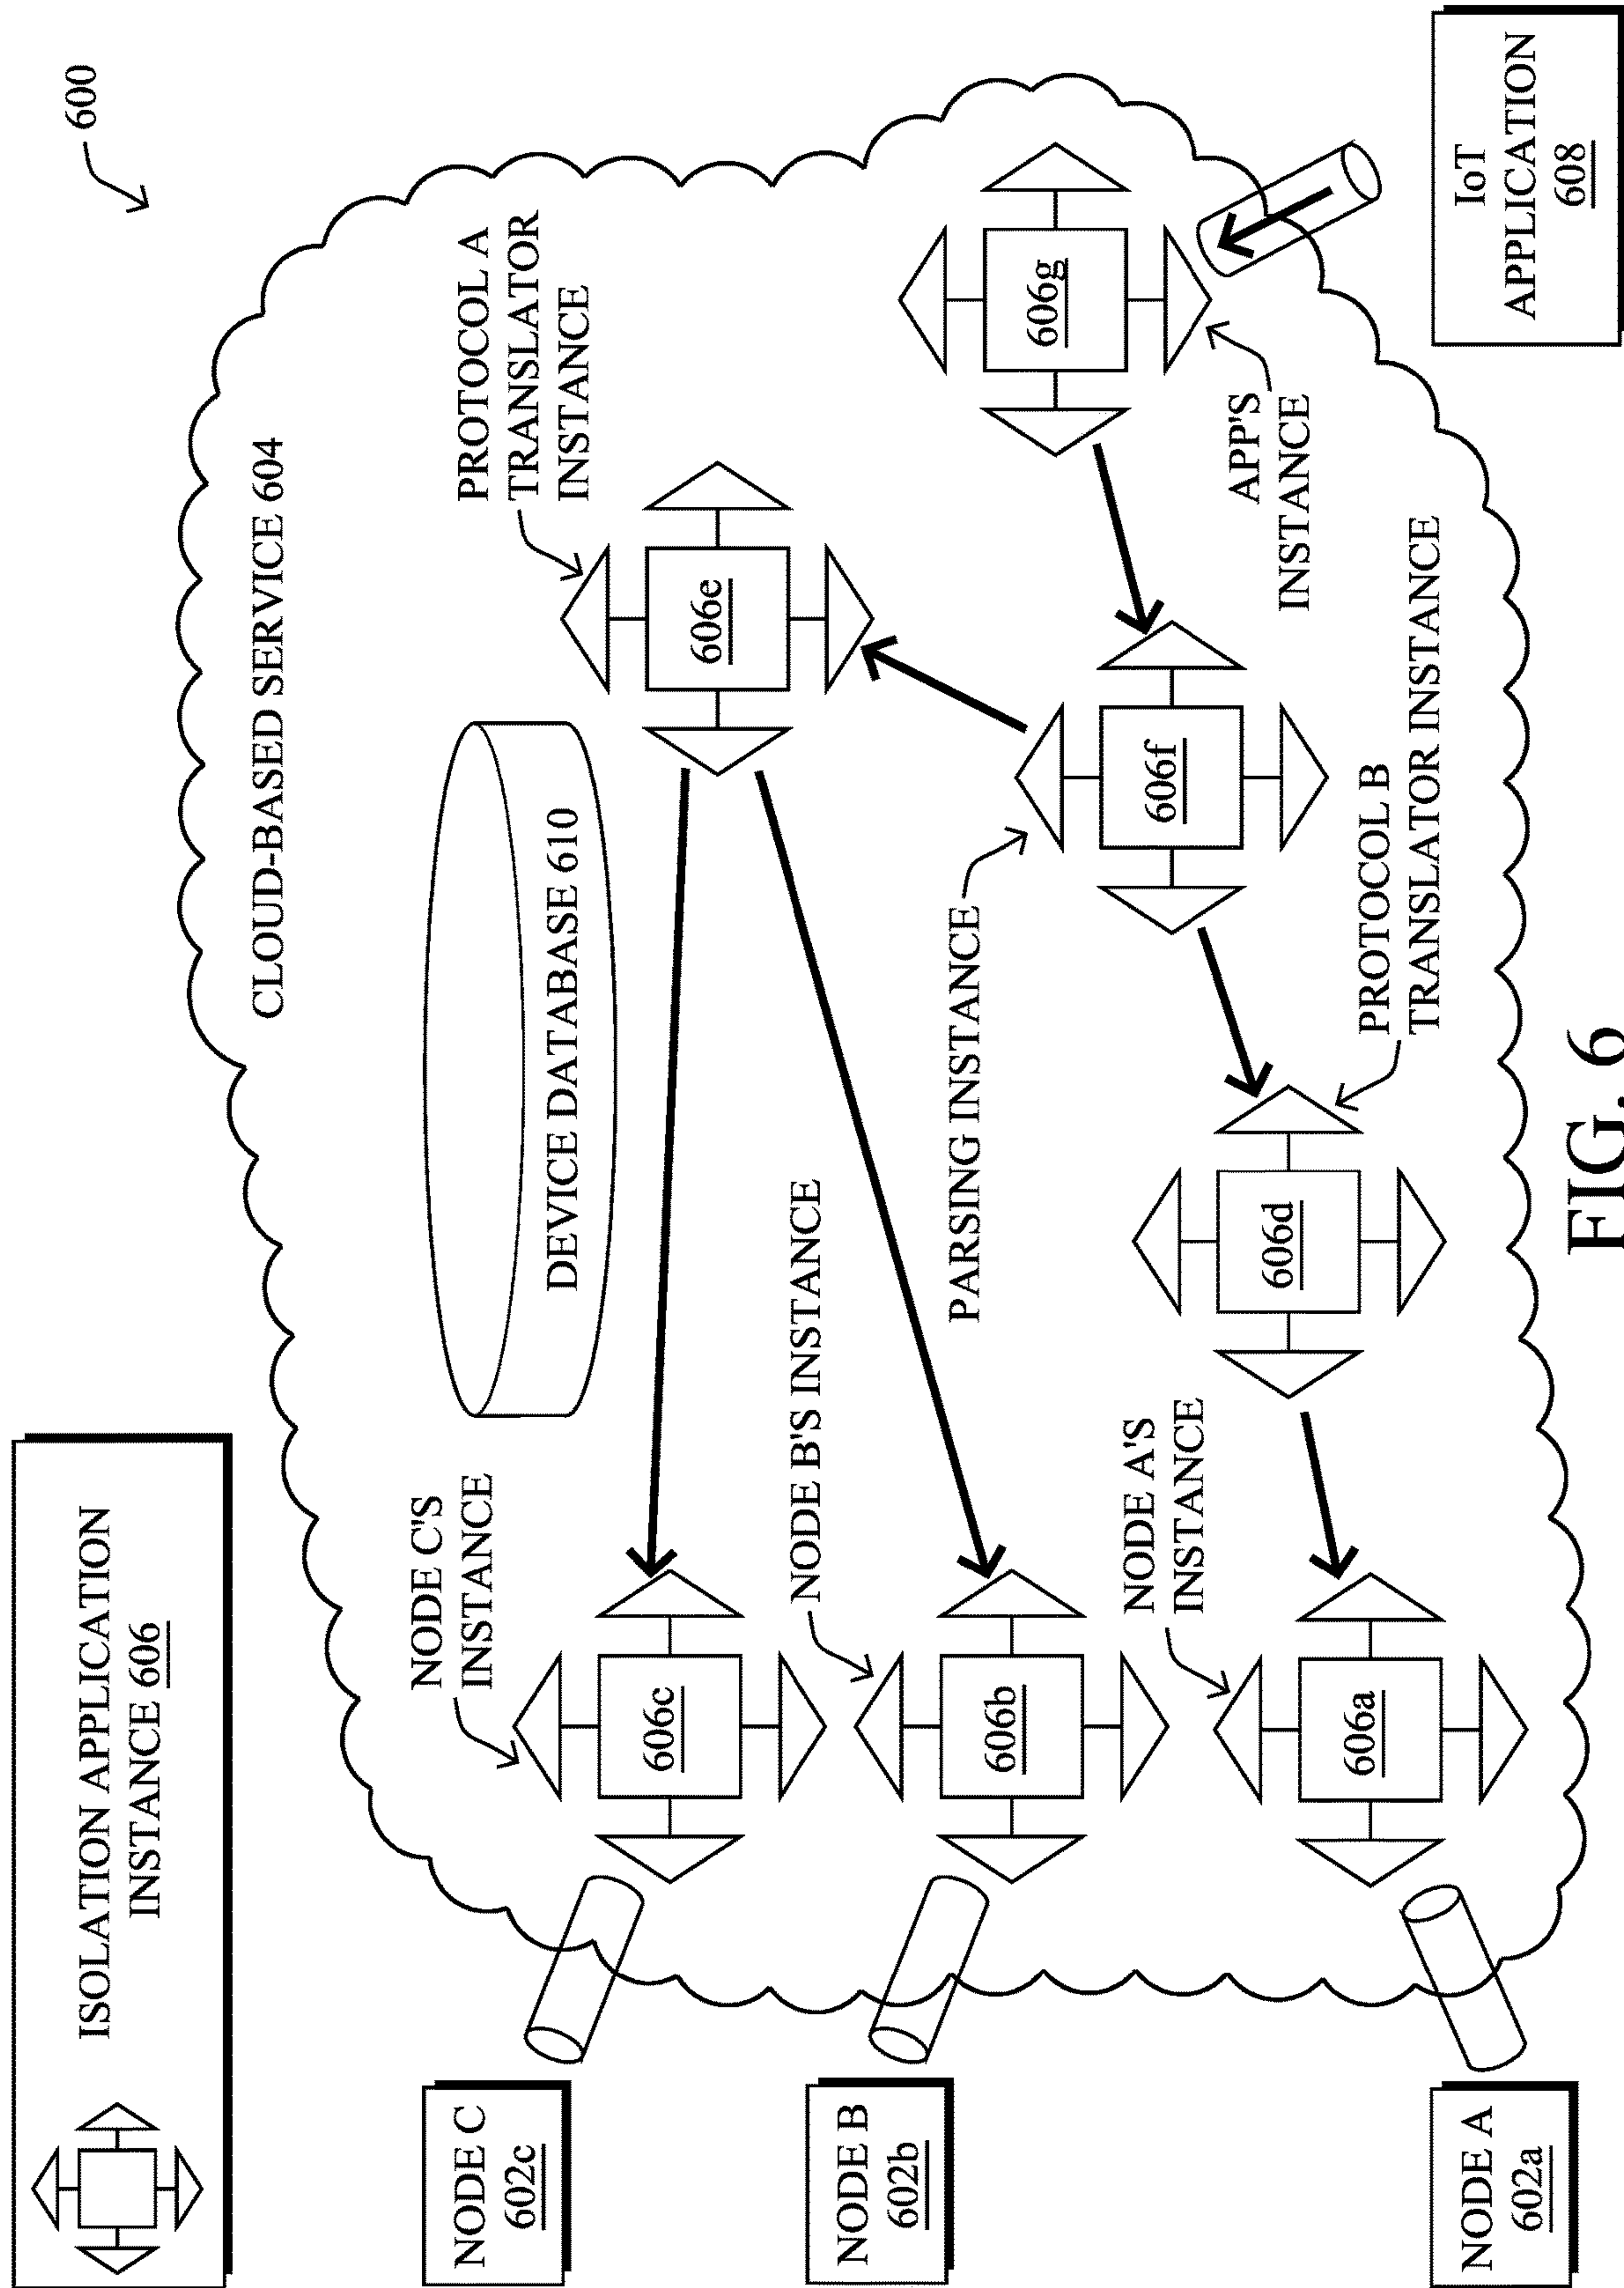 ISOLATION APPLICATION
INSTANCE 606
600
CLOUD-BASED SERVICE 604
NODE C
602c
NODE C'S
INSTANCE
606c
DEVICE DATABASE 610
PROTOCOL A
TRANSLATOR
INSTANCE
606e
NODE B
602b
NODE B'S INSTANCE
606b
PARSING INSTANCE
606f
606g
APP'S
INSTANCE
NODE A
602a
NODE A'S
INSTANCE
606a
606d
PROTOCOL B
TRANSLATOR INSTANCE
IoT
APPLICATION
608
FIG. 6